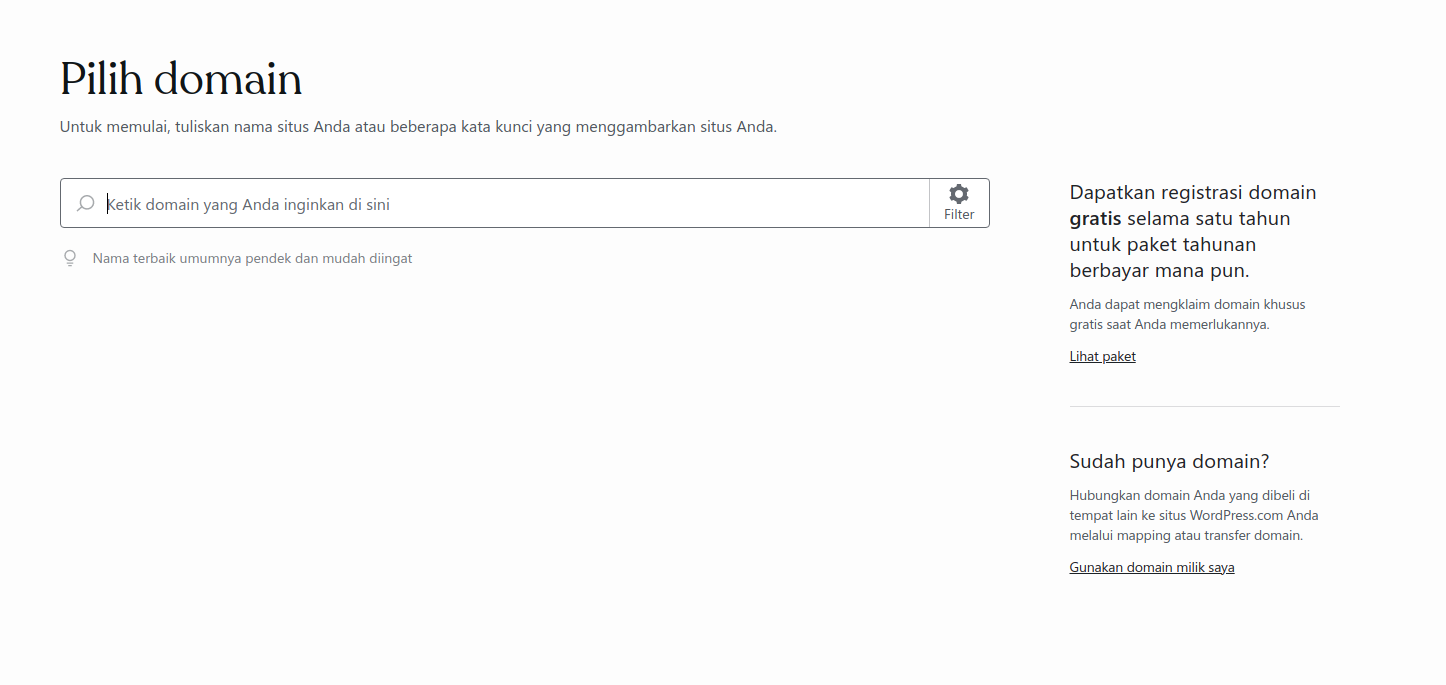 Pilih domain
Untuk memulai, tuliskan nama situs Anda atau beberapa kata kunci yang menggambarkan situs Anda.
Ketik domain yang Anda inginkan di sini
Filter
Nama terbaik umumnya pendek dan mudah diingat
Dapatkan registrasi domain
gratis selama satu tahun
untuk paket tahunan
berbayar mana pun.
Anda dapat mengklaim domain khusus
gratis saat Anda memerlukannya.
Lihat paket
Sudah punya domain?
Hubungkan domain Anda yang dibeli di
tempat lain ke situs WordPress.com Anda
melalui mapping atau transfer domain.
Gunakan domain milik saya